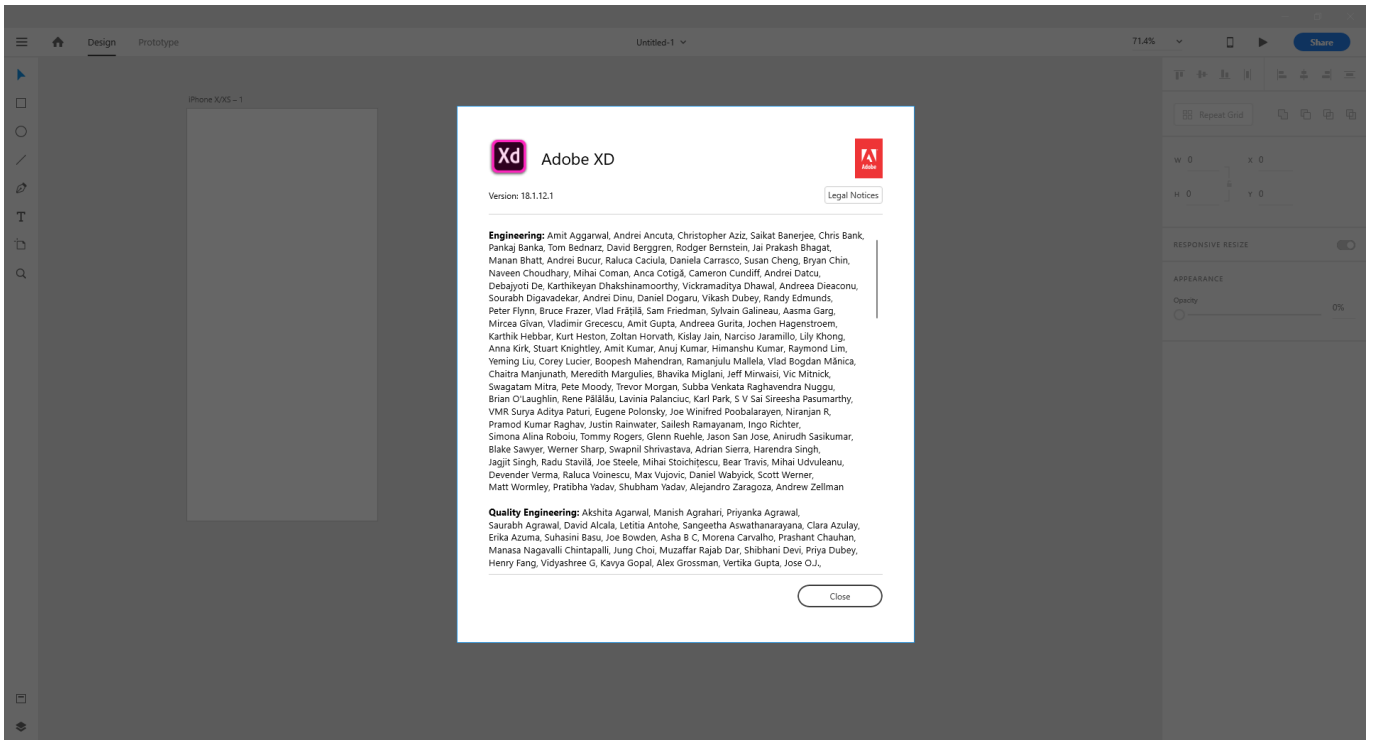 Design
Prototype
Untitled-1
71.4%
Share
iPhone X/XS – 1
Repeat Grid
W 0
X 0
H 0
Y 0
RESPONSIVE RESIZE
APPEARANCE
Opacity
0%
Xd
Adobe XD
Adobe
Version: 18.1.12.1
Legal Notices
Engineering: Amit Aggarwal, Andrei Ancuta, Christopher Aziz, Saikat Banerjee, Chris Bank,
Pankaj Banka, Tom Bednarz, David Berggren, Rodger Bernstein, Jai Prakash Bhagat,
Manan Bhatt, Andrei Bucur, Raluca Caciula, Daniela Carrasco, Susan Cheng, Bryan Chin,
Naveen Choudhary, Mihai Coman, Anca Cotigă, Cameron Cundiff, Andrei Datcu,
Debajyoti De, Karthikeyan Dhakshinamoorthy, Vickramaditya Dhawal, Andreea Dieaconu,
Sourabh Digavadekar, Andrei Dinu, Daniel Dogaru, Vikash Dubey, Randy Edmunds,
Peter Flynn, Bruce Frazer, Vlad Frățilă, Sam Friedman, Sylvain Galineau, Aasma Garg,
Mircea Gîvan, Vladimir Grecescu, Amit Gupta, Andreea Gurita, Jochen Hagenstroem,
Karthik Hebbar, Kurt Heston, Zoltan Horvath, Kislay Jain, Narciso Jaramillo, Lily Khong,
Anna Kirk, Stuart Knightley, Amit Kumar, Anuj Kumar, Himanshu Kumar, Raymond Lim,
Yeming Liu, Corey Lucier, Boopesh Mahendran, Ramanjulu Mallela, Vlad Bogdan Mănica,
Chaitra Manjunath, Meredith Margulies, Bhavika Miglani, Jeff Mirwaisi, Vic Mitnick,
Swagatam Mitra, Pete Moody, Trevor Morgan, Subba Venkata Raghavendra Nuggu,
Brian O'Laughlin, Rene Pălălău, Lavinia Palanciuc, Karl Park, S V Sai Sireesha Pasumarthy,
VMR Surya Aditya Paturi, Eugene Polonsky, Joe Winifred Poobalarayen, Niranjan R,
Pramod Kumar Raghav, Justin Rainwater, Sailesh Ramayanam, Ingo Richter,
Simona Alina Roboiu, Tommy Rogers, Glenn Ruehle, Jason San Jose, Anirudh Sasikumar,
Blake Sawyer, Werner Sharp, Swapnil Shrivastava, Adrian Sierra, Harendra Singh,
Jagjit Singh, Radu Stavilă, Joe Steele, Mihai Stoichițescu, Bear Travis, Mihai Udvuleanu,
Devender Verma, Raluca Voinescu, Max Vujovic, Daniel Wabyick, Scott Werner,
Matt Wormley, Pratibha Yadav, Shubham Yadav, Alejandro Zaragoza, Andrew Zellman
Quality Engineering: Akshita Agarwal, Manish Agrahari, Priyanka Agrawal,
Saurabh Agrawal, David Alcala, Letitia Antohe, Sangeetha Aswathanarayana, Clara Azulay,
Erika Azuma, Suhasini Basu, Joe Bowden, Asha B C, Morena Carvalho, Prashant Chauhan,
Manasa Nagavalli Chintapalli, Jung Choi, Muzaffar Rajab Dar, Shibhani Devi, Priya Dubey,
Henry Fang, Vidyashree G, Kavya Gopal, Alex Grossman, Vertika Gupta, Jose O.J.,
Close